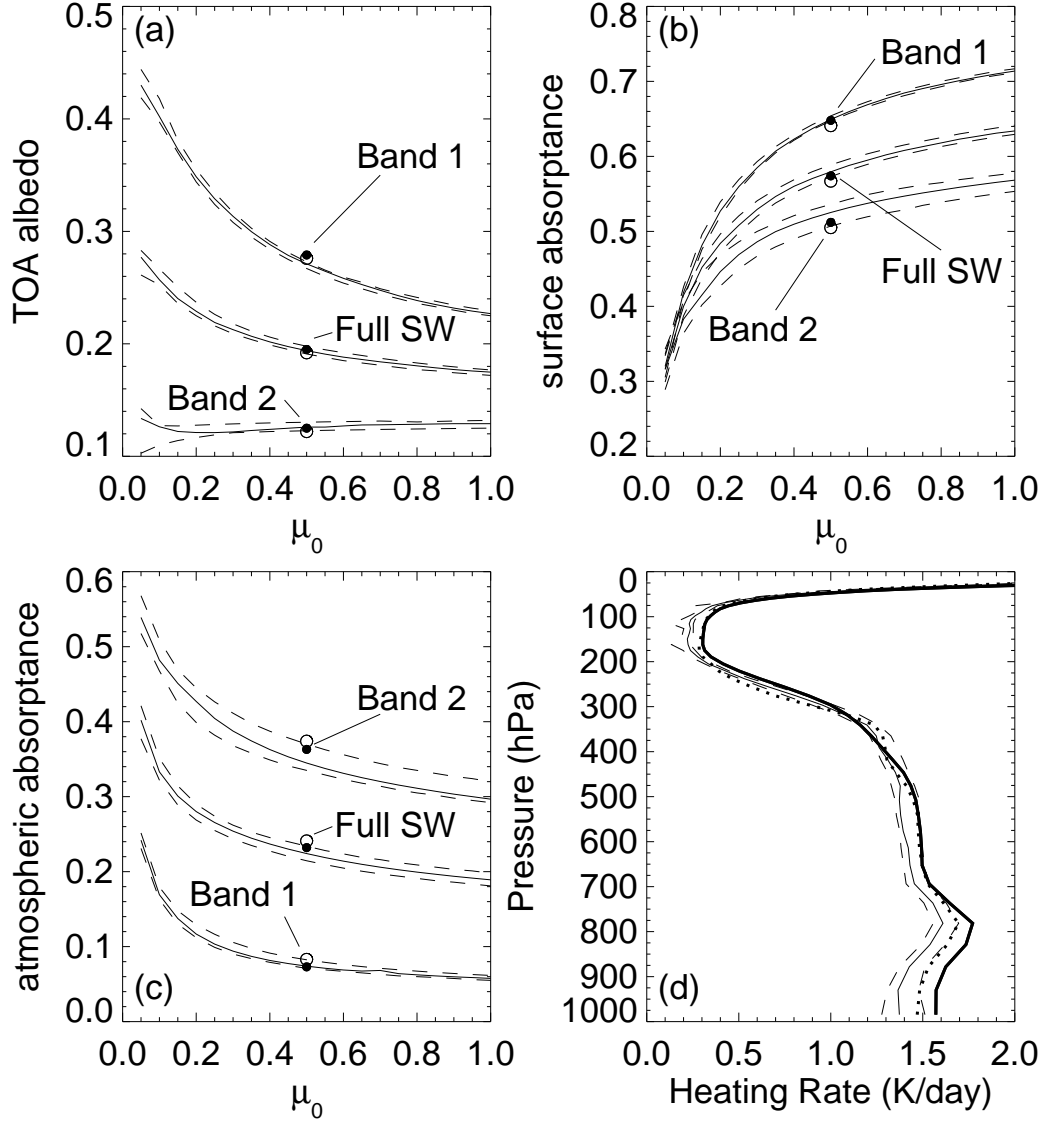 (a)
0.5
0.4
0.3
0.2
0.1
TOA albedo
Band 1
Full SW
Band 2
0.0 0.2 0.4 0.6 0.8 1.0
μ0
(b)
0.8
0.7
0.6
0.5
0.4
0.3
0.2
surface absorptance
Band 1
Full SW
Band 2
0.0 0.2 0.4 0.6 0.8 1.0
μ0
0.6
0.5
0.4
0.3
0.2
0.1
0.0
atmospheric absorptance
Band 2
Full SW
Band 1
(c)
0.0 0.2 0.4 0.6 0.8 1.0
μ0
0
100
200
300
400
500
600
700
800
900
1000
Pressure (hPa)
(d)
0.0 0.5 1.0 1.5 2.0
Heating Rate (K/day)